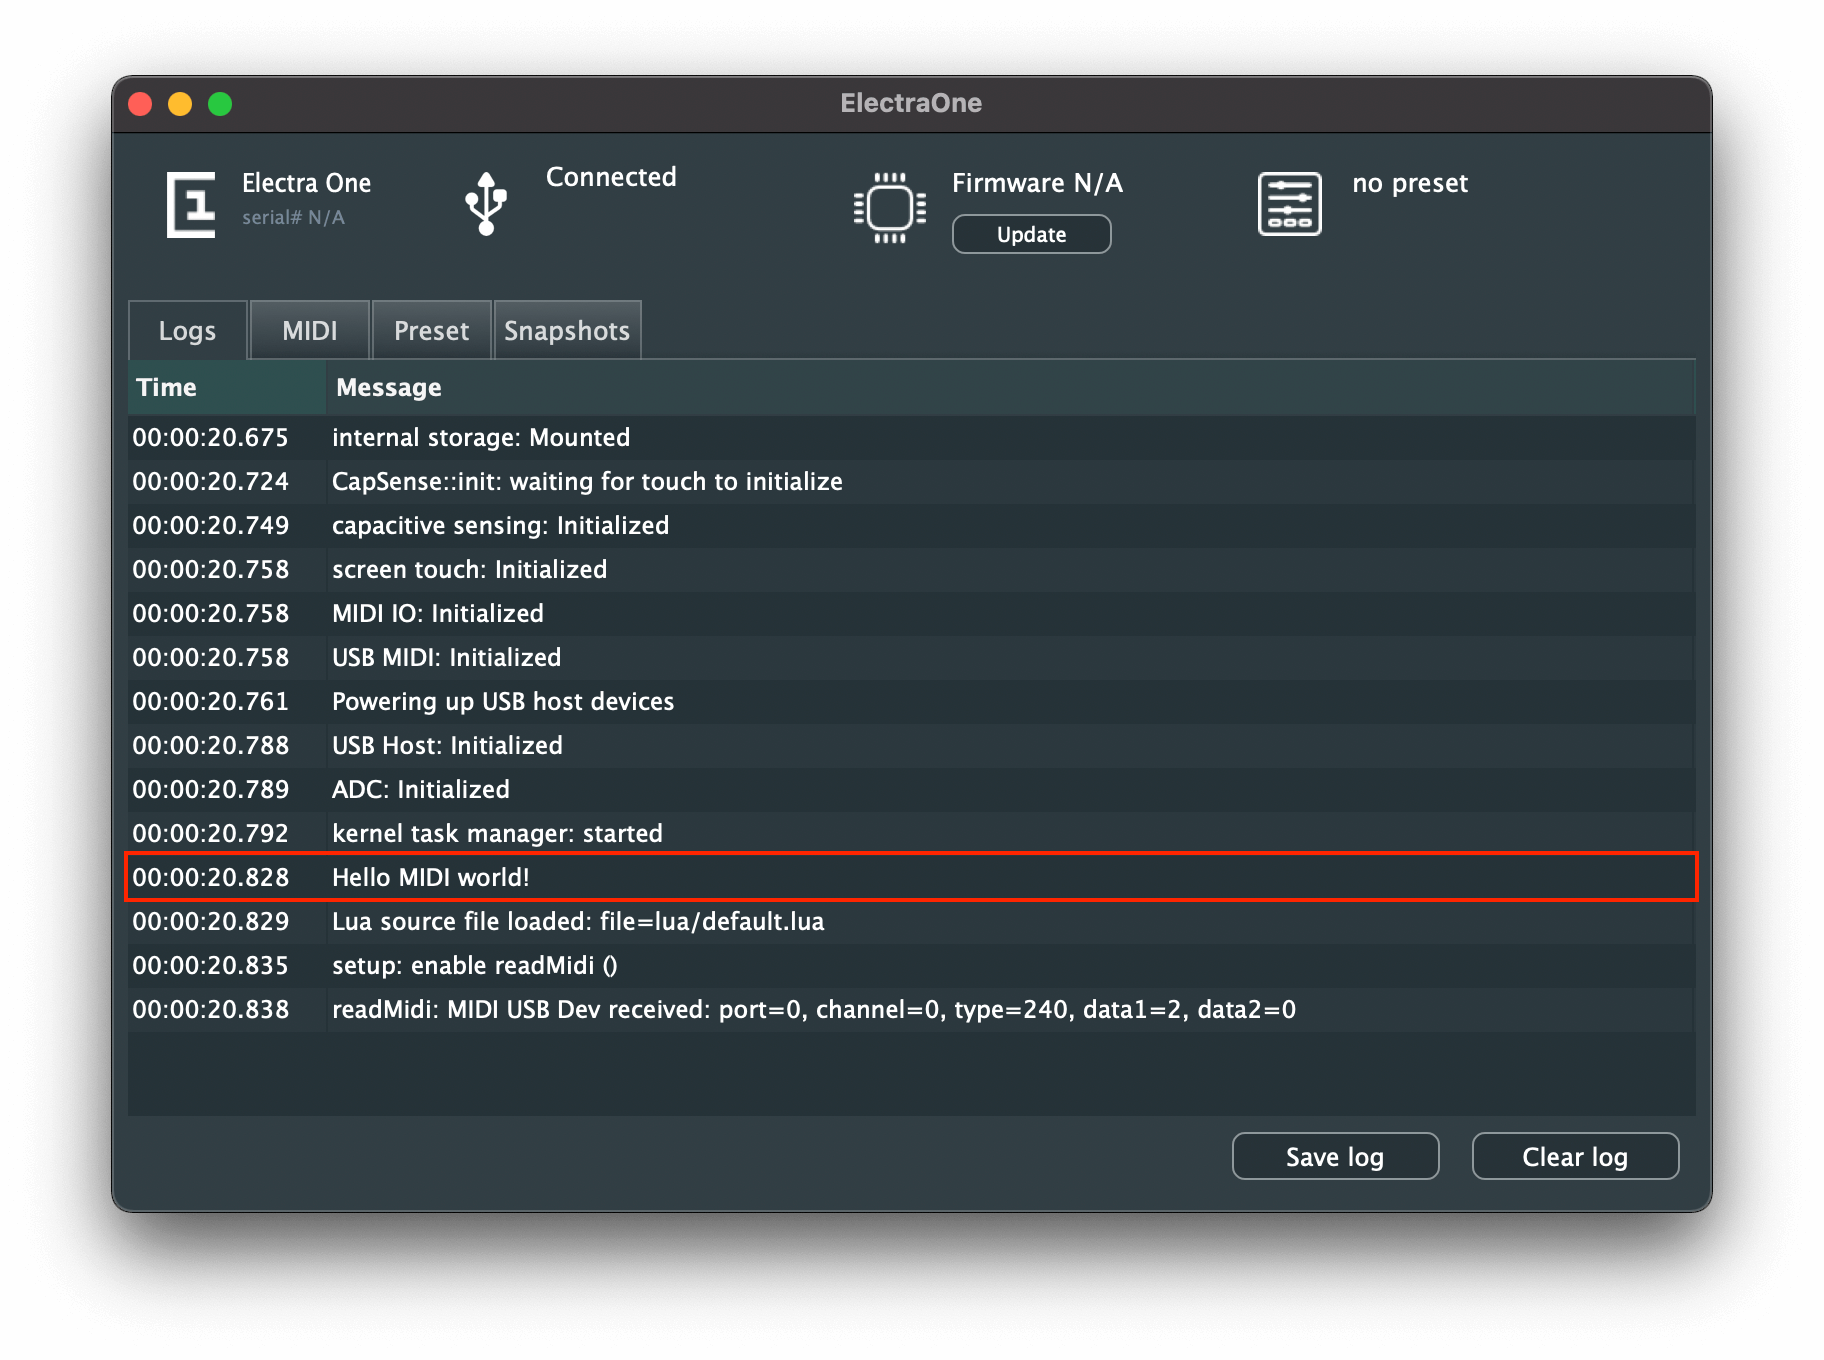 ElectraOne
Electra One
serial# N/A
Connected
Firmware N/A
Update
no preset
Logs MIDI Preset Snapshots
Time Message
00:00:20.675 internal storage: Mounted
00:00:20.724 CapSense::init: waiting for touch to initialize
00:00:20.749 capacitive sensing: Initialized
00:00:20.758 screen touch: Initialized
00:00:20.758 MIDI IO: Initialized
00:00:20.758 USB MIDI: Initialized
00:00:20.761 Powering up USB host devices
00:00:20.788 USB Host: Initialized
00:00:20.789 ADC: Initialized
00:00:20.792 kernel task manager: started
00:00:20.828 Hello MIDI world!
00:00:20.829 Lua source file loaded: file=lua/default.lua
00:00:20.835 setup: enable readMidi ()
00:00:20.838 readMidi: MIDI USB Dev received: port=0, channel=0, type=240, data1=2, data2=0
Save log Clear log